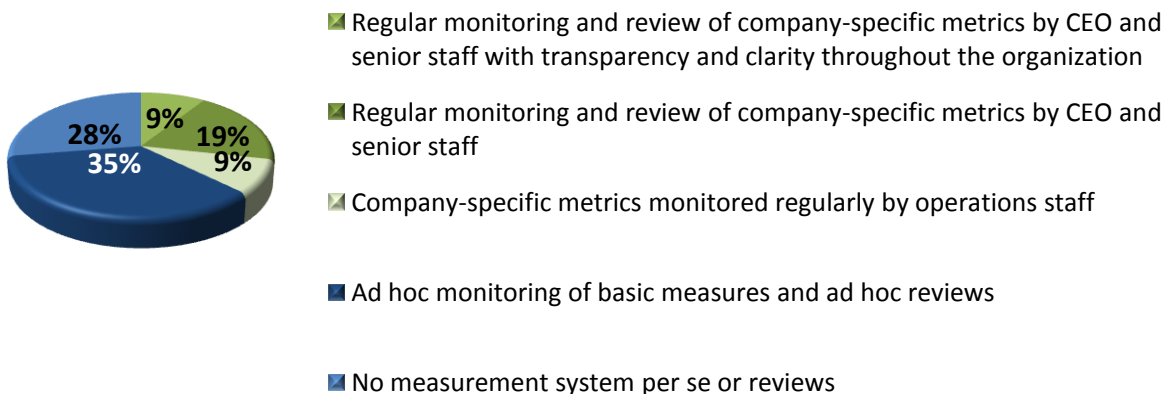 Regular monitoring and review of company-specific metrics by CEO and
senior staff with transparency and clarity throughout the organization
Regular monitoring and review of company-specific metrics by CEO and
senior staff
Company-specific metrics monitored regularly by operations staff
Ad hoc monitoring of basic measures and ad hoc reviews
No measurement system per se or reviews
9%
28%
19%
35%
9%